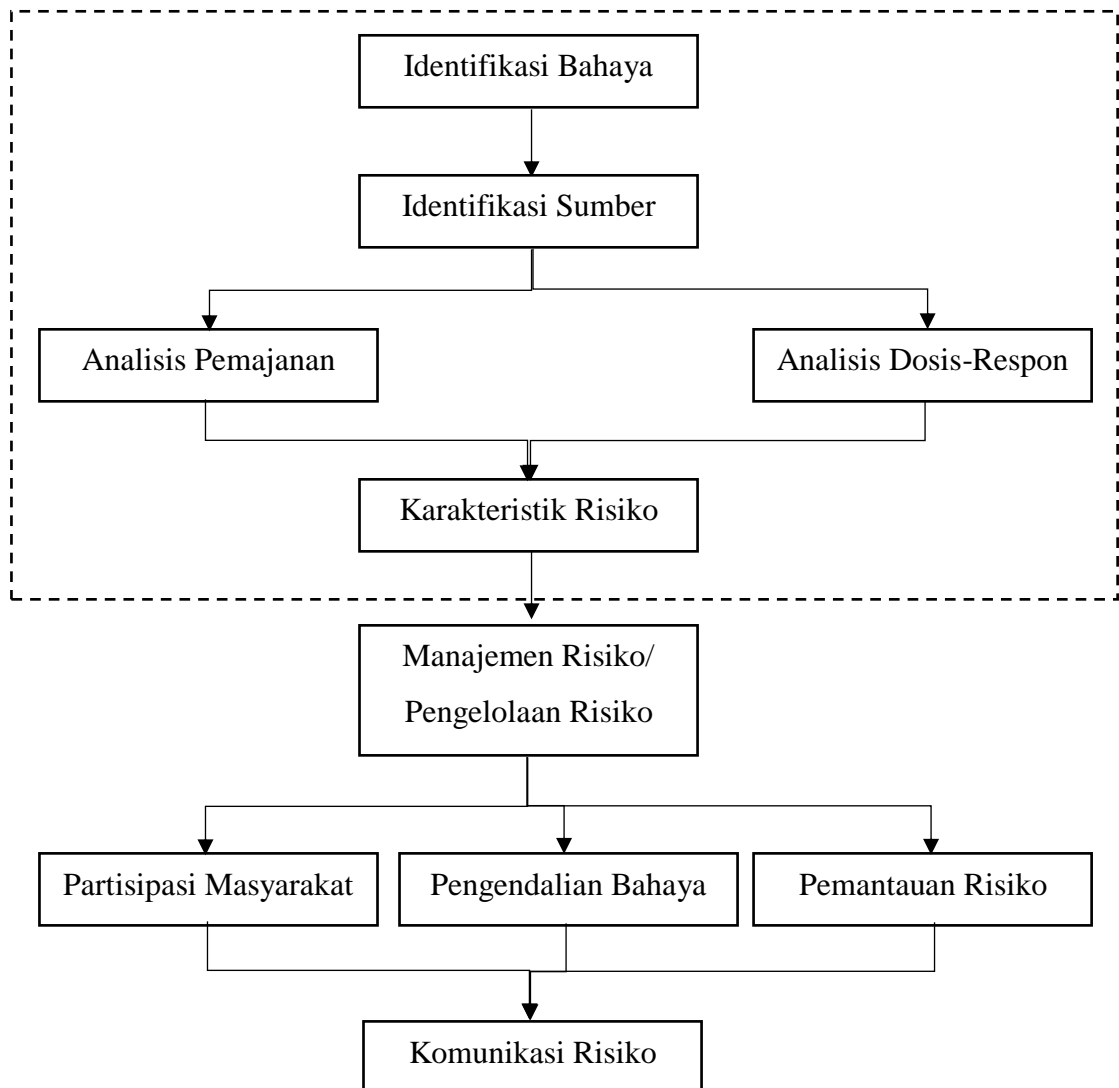 Identifikasi Bahaya
Identifikasi Sumber
Analisis Pemajanan
Analisis Dosis-Respon
Karakteristik Risiko
Manajemen Risiko/
Pengelolaan Risiko
Partisipasi Masyarakat
Pengendalian Bahaya
Pemantauan Risiko
Komunikasi Risiko